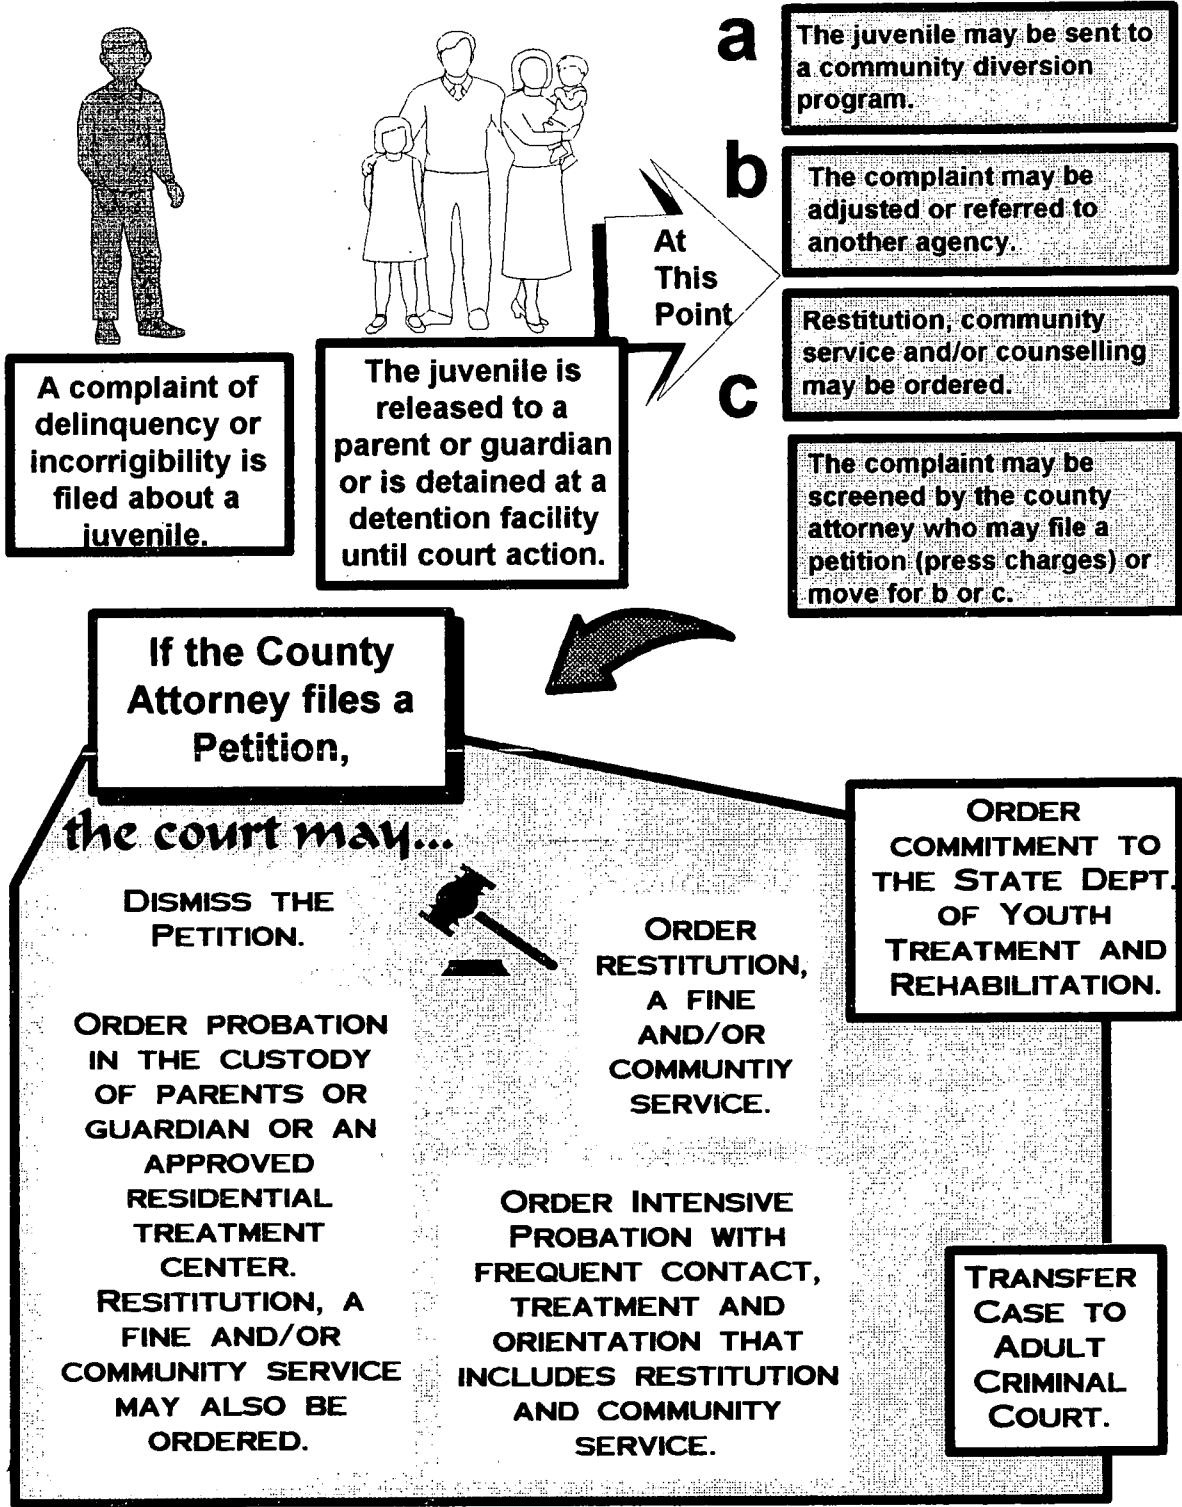 A complaint of
delinquency or
incorrigibility is
filed about a
juvenile.
The juvenile is
released to a
parent or guardian
or is detained at a
detention facility
until court action.
At
This
Point
a
The juvenile may be sent to
a community diversion
program.
b
The complaint may be
adjusted or referred to
another agency.
c
Restitution, community
service and/or counselling
may be ordered.
The complaint may be
screened by the county
attorney who may file a
petition (press charges) or
move for b or c.
If the County
Attorney files a
Petition,
the court may...
DISMISS THE
PETITION.
ORDER PROBATION
IN THE CUSTODY
OF PARENTS OR
GUARDIAN OR AN
APPROVED
RESIDENTIAL
TREATMENT
CENTER.
RESITITUTION, A
FINE AND/OR
COMMUNITY SERVICE
MAY ALSO BE
ORDERED.
ORDER
RESTITUTION,
A FINE
AND/OR
COMMUNTIY
SERVICE.
ORDER INTENSIVE
PROBATION WITH
FREQUENT CONTACT,
TREATMENT AND
ORIENTATION THAT
INCLUDES RESTITUTION
AND COMMUNITY
SERVICE.
ORDER
COMMITMENT TO
THE STATE DEPT.
OF YOUTH
TREATMENT AND
REHABILITATION.
TRANSFER
CASE TO
ADULT
CRIMINAL
COURT.